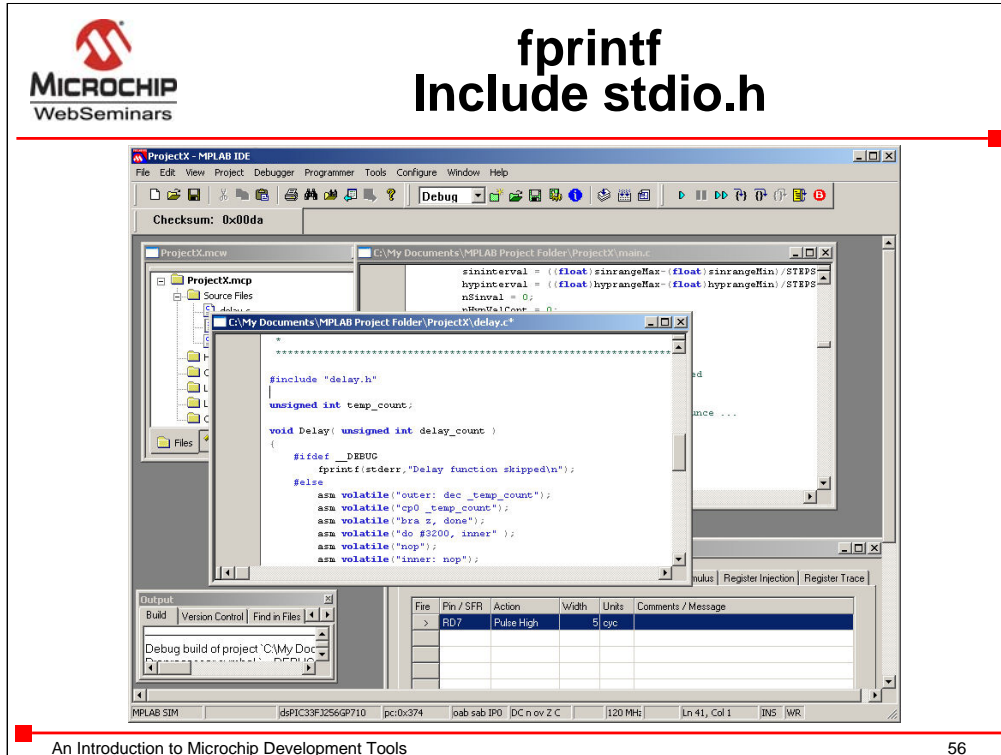 MICROCHIP
WebSeminars
fprintf
Include stdio.h
ProjectX - MPLAB IDE
File Edit View Project Debugger Programmer Tools Configure Window Help
Debug
Checksum: 0x00da
ProjectX.mcw
ProjectX.mcp
Source Files
delay.c
Files
C:\My Documents\MPLAB Project Folder\ProjectX\main.c
sininterval = ((float)sinrangeMax-(float)sinrangeMin)/STEPS
hypinterval = ((float)hyprangeMax-(float)hyprangeMin)/STEPS
nSinval = 0;
nHypValCont = 0;
ed
unce ...
C:\My Documents\MPLAB Project Folder\ProjectX\delay.c*
*
******************************************************************
#include "delay.h"
unsigned int temp_count;
void Delay( unsigned int delay_count )
{
#ifdef __DEBUG
fprintf(stderr,"Delay function skipped\n");
#else
asm volatile("outer: dec _temp_count");
asm volatile("cp0 _temp_count");
asm volatile("bra z, done");
asm volatile("do #3200, inner" );
asm volatile("nop");
asm volatile("inner: nop");
Output
Build Version Control Find in Files
Debug build of project `C:\My Doc
mulus Register Injection Register Trace
Fire Pin / SFR Action Width Units Comments / Message
> RD7 Pulse High 5 cyc
MPLAB SIM dsPIC33FJ256GP710 pc:0x374 oab sab IP0 DC n ov Z C 120 MHz Ln 41, Col 1 INS WR
An Introduction to Microchip Development Tools
56